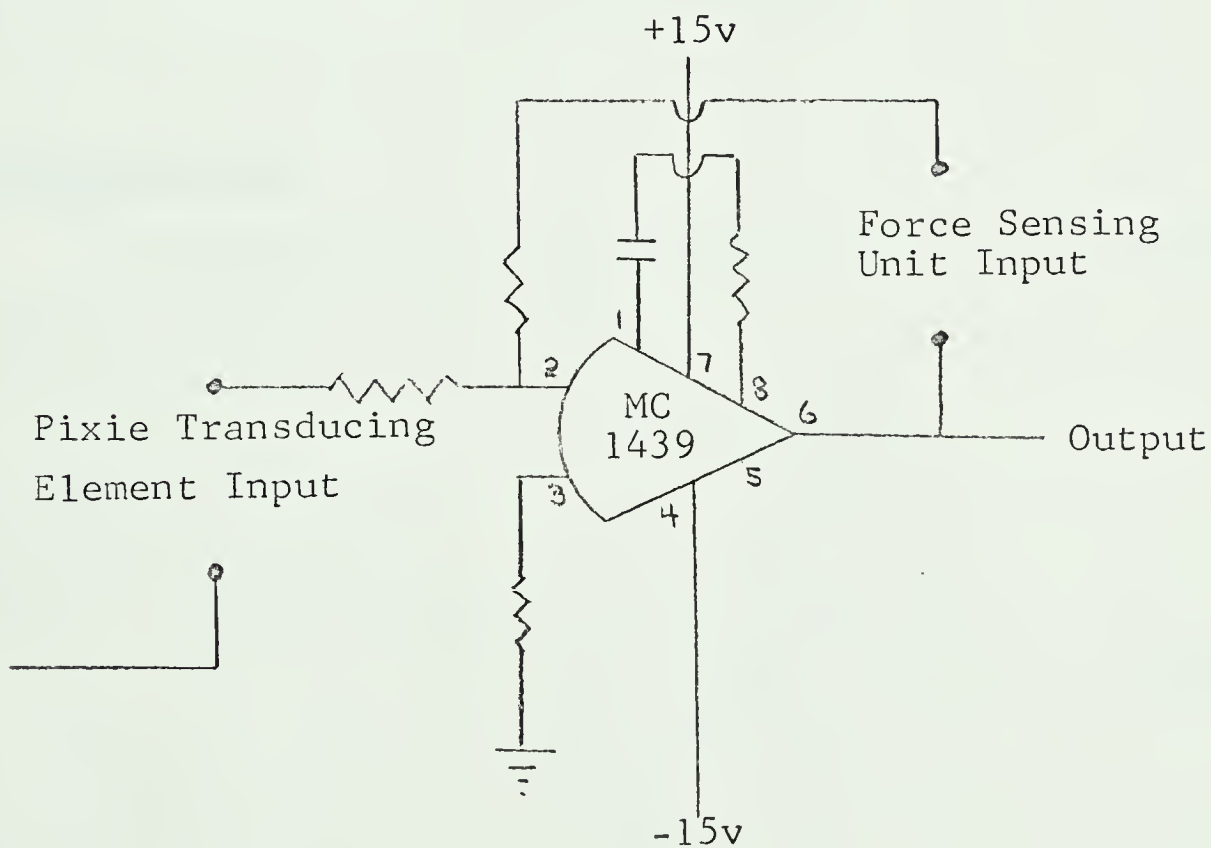 +15v
Force Sensing
Unit Input
1
7
8
2
MC
1439
6
Output
Pixie Transducing
Element Input
3
5
4
-15v